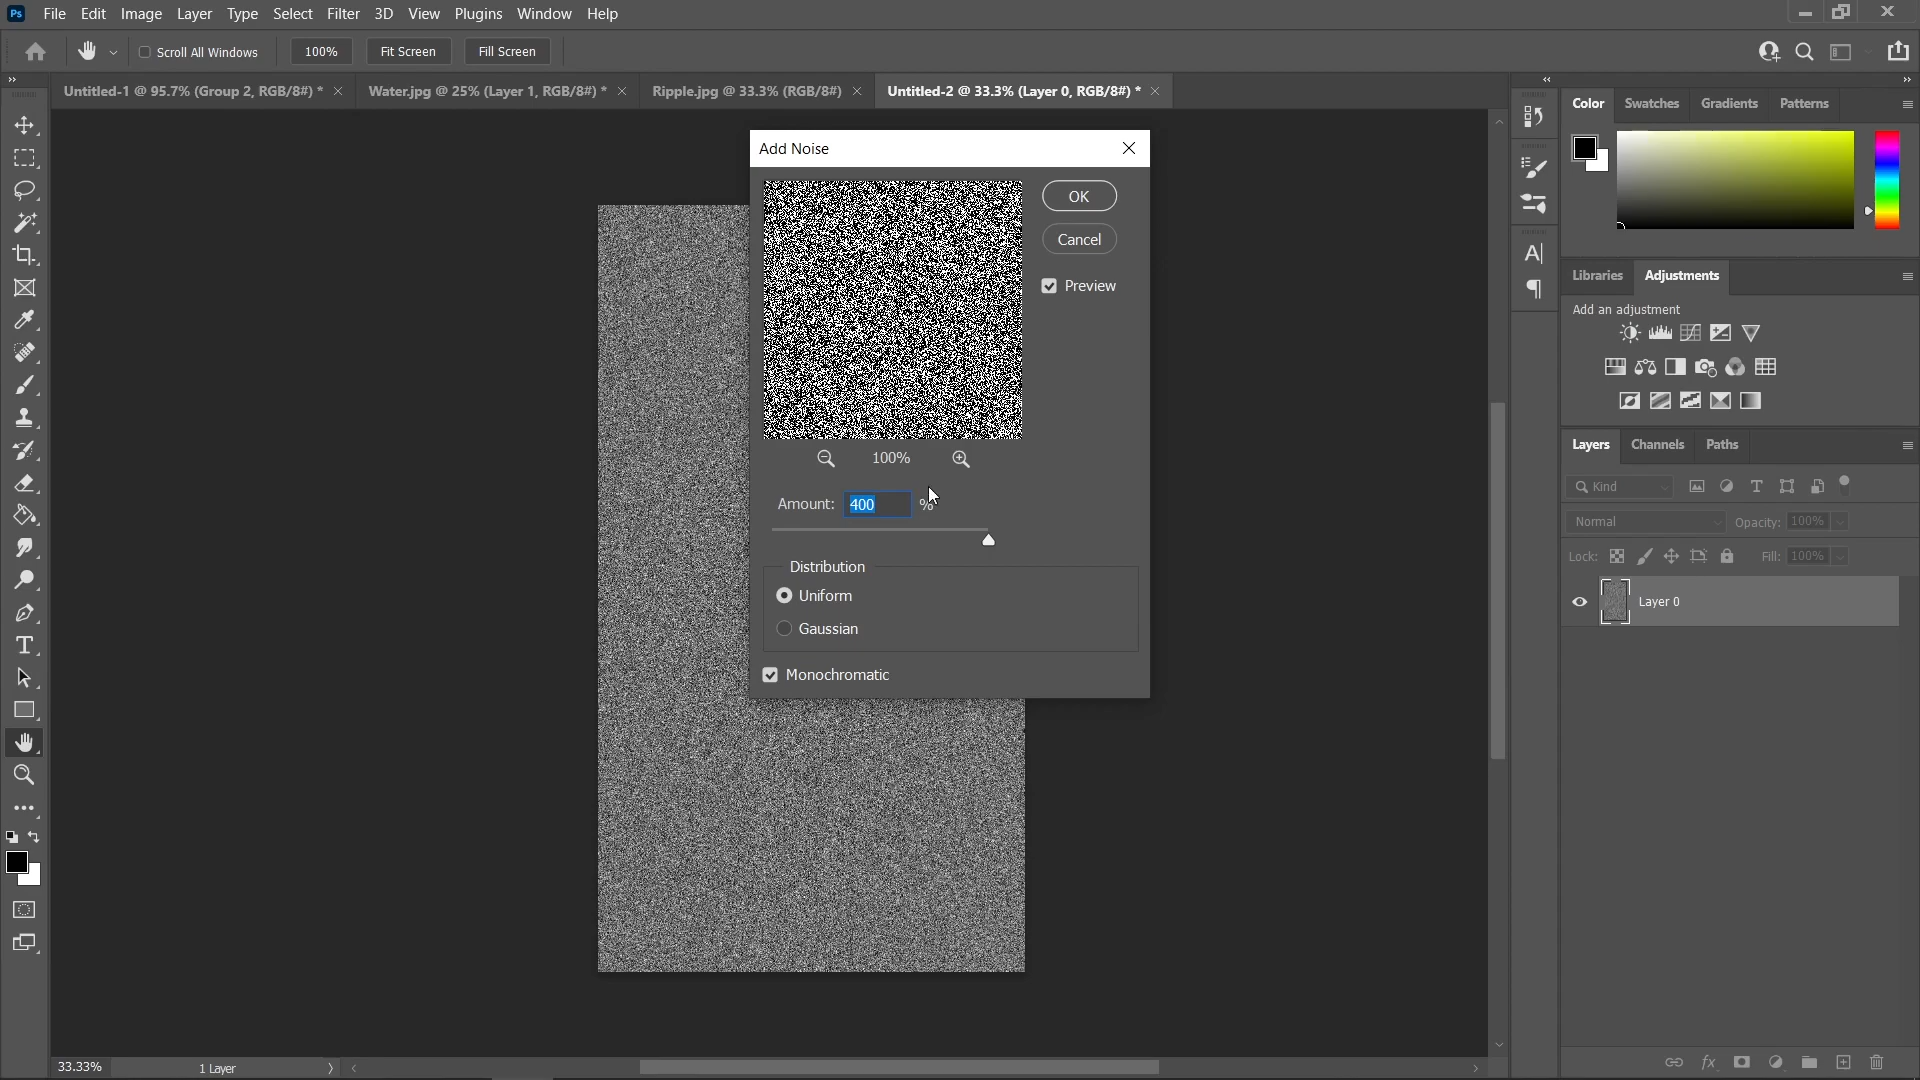 Ps File Edit Image Layer Type Select Filter 3D View Plugins Window Help
Scroll All Windows 100% Fit Screen Fill Screen
Untitled-1 @ 95.7% (Group 2, RGB/8#) * Water.jpg @ 25% (Layer 1, RGB/8#) * Ripple.jpg @ 33.3% (RGB/8#) Untitled-2 @ 33.3% (Layer 0, RGB/8#) *
Color Swatches Gradients Patterns
Add Noise
OK
Cancel
Preview
100%
Amount: 400 %
Distribution
Uniform
Gaussian
Monochromatic
Libraries Adjustments
Add an adjustment
Layers Channels Paths
Kind
Normal Opacity: 100%
Lock: Fill: 100%
Layer 0
33.33% 1 Layer